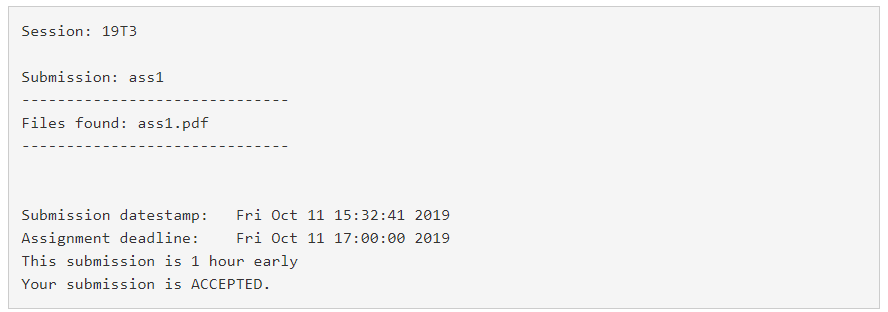 Session: 19T3
Submission: ass1
------------------------------
Files found: ass1.pdf
------------------------------
Submission datestamp:   Fri Oct 11 15:32:41 2019
Assignment deadline:    Fri Oct 11 17:00:00 2019
This submission is 1 hour early
Your submission is ACCEPTED.